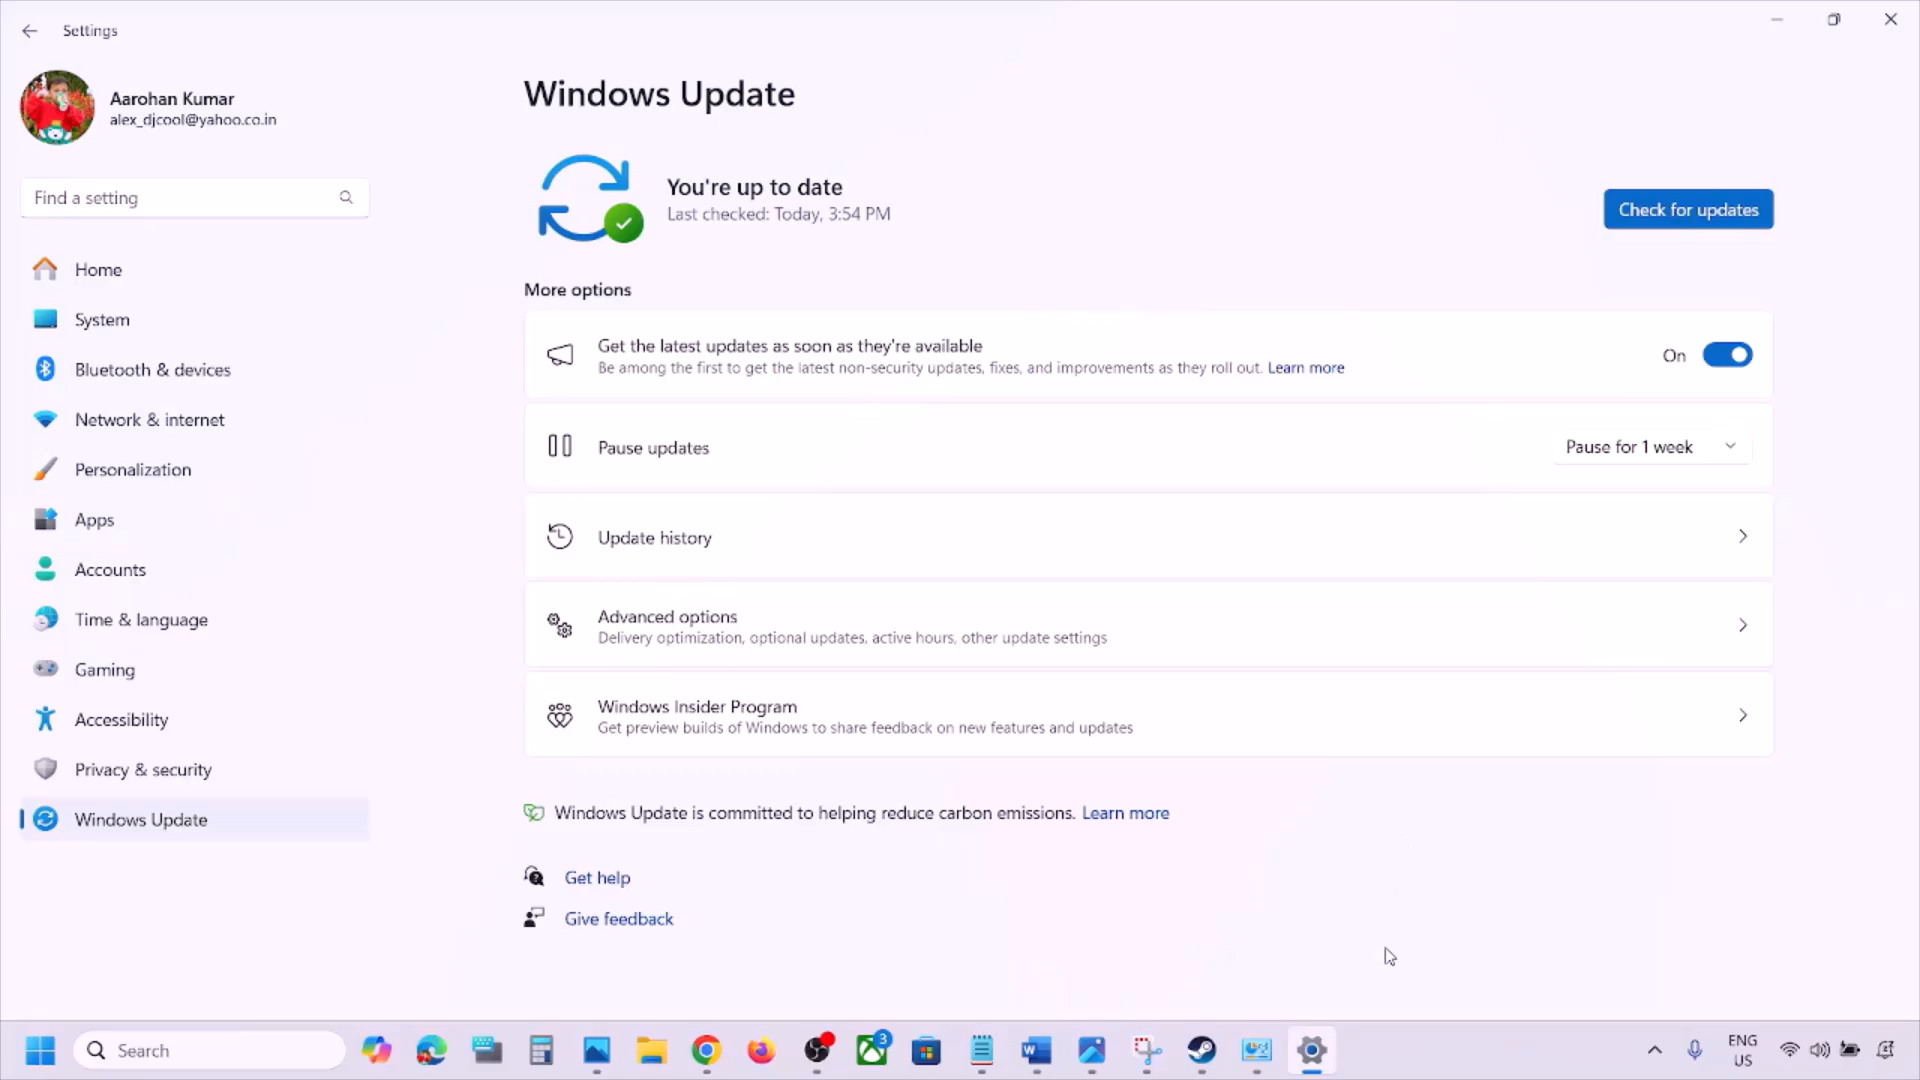 Settings
Aarohan Kumar
alex_djcool@yahoo.co.in
Find a setting
Home
System
Bluetooth & devices
Network & internet
Personalization
Apps
Accounts
Time & language
Gaming
Accessibility
Privacy & security
Windows Update
Windows Update
You're up to date
Last checked: Today, 3:54 PM
Check for updates
More options
Get the latest updates as soon as they're available
Be among the first to get the latest non-security updates, fixes, and improvements as they roll out. Learn more
On
Pause updates
Pause for 1 week
Update history
Advanced options
Delivery optimization, optional updates, active hours, other update settings
Windows Insider Program
Get preview builds of Windows to share feedback on new features and updates
Windows Update is committed to helping reduce carbon emissions. Learn more
Get help
Give feedback
Search
3
ENG
US